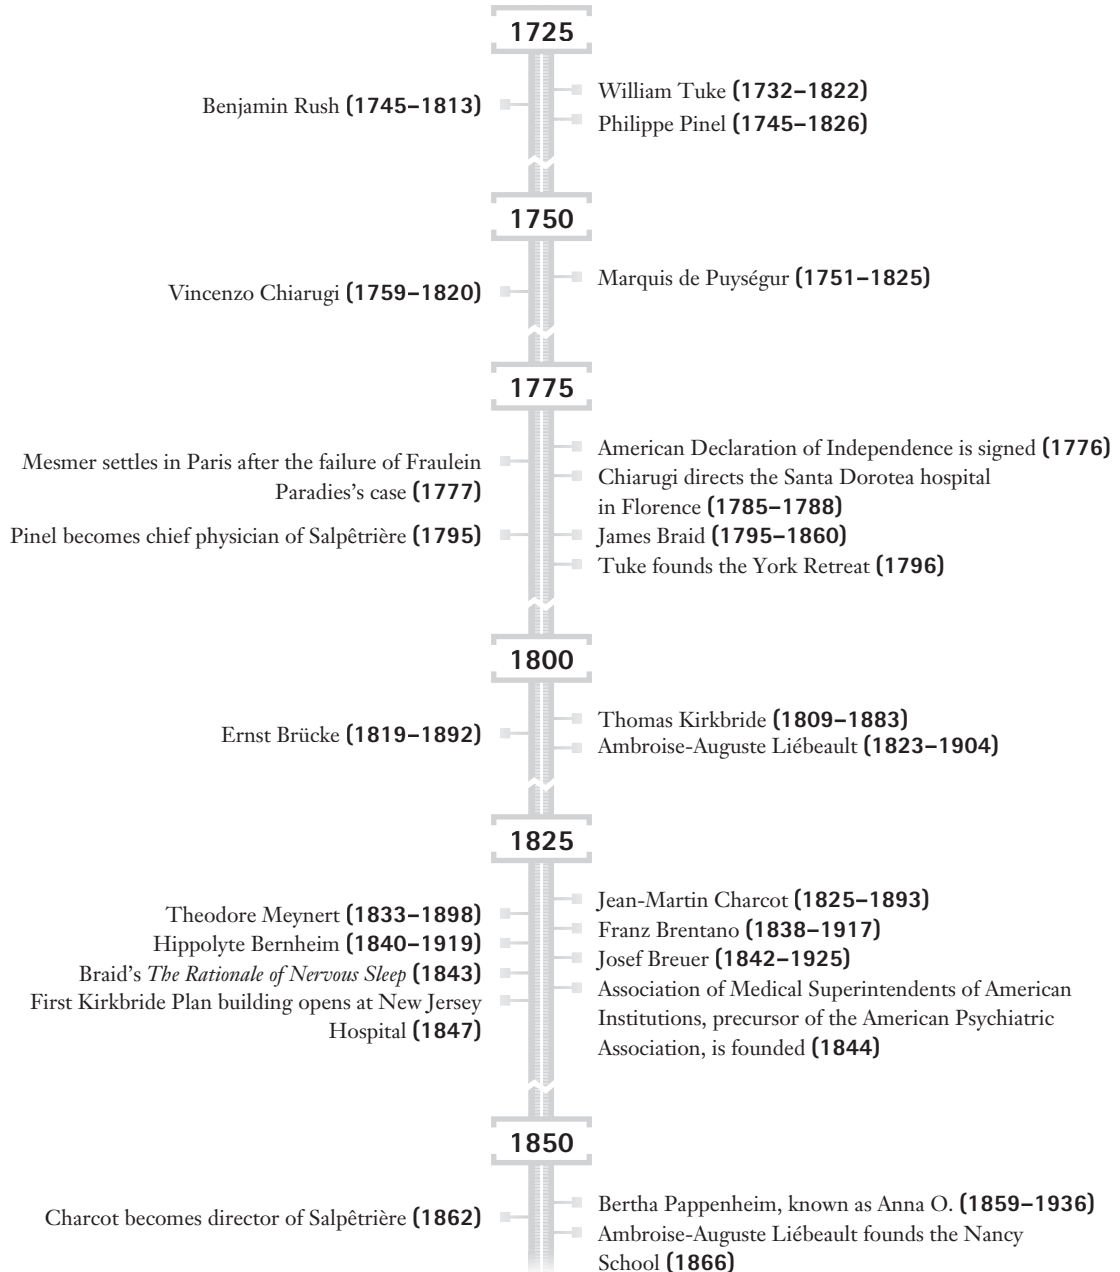 1725
William Tuke (1732–1822)
Benjamin Rush (1745–1813)
Philippe Pinel (1745–1826)
1750
Marquis de Puységur (1751–1825)
Vincenzo Chiarugi (1759–1820)
1775
American Declaration of Independence is signed (1776)
Mesmer settles in Paris after the failure of Fraulein
Paradies's case (1777)
Chiarugi directs the Santa Dorotea hospital
in Florence (1785–1788)
Pinel becomes chief physician of Salpêtrière (1795)
James Braid (1795–1860)
Tuke founds the York Retreat (1796)
1800
Thomas Kirkbride (1809–1883)
Ernst Brücke (1819–1892)
Ambroise-Auguste Liébeault (1823–1904)
1825
Jean-Martin Charcot (1825–1893)
Theodore Meynert (1833–1898)
Franz Brentano (1838–1917)
Hippolyte Bernheim (1840–1919)
Josef Breuer (1842–1925)
Braid's The Rationale of Nervous Sleep (1843)
Association of Medical Superintendents of American
Institutions, precursor of the American Psychiatric
Association, is founded (1844)
First Kirkbride Plan building opens at New Jersey
Hospital (1847)
1850
Bertha Pappenheim, known as Anna O. (1859–1936)
Charcot becomes director of Salpêtrière (1862)
Ambroise-Auguste Liébeault founds the Nancy
School (1866)